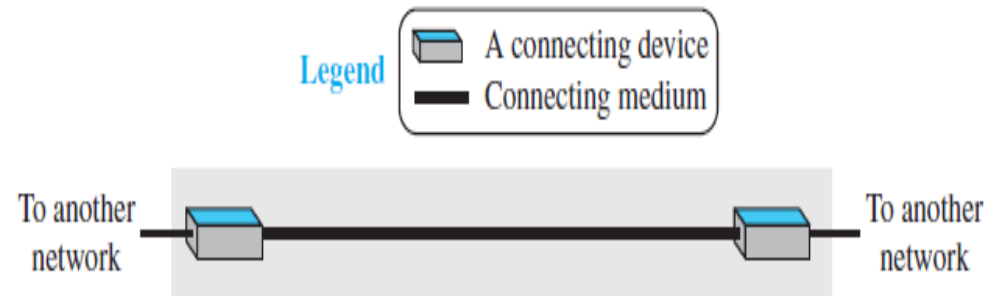 Legend
A connecting device
Connecting medium
To another
network
To another
network